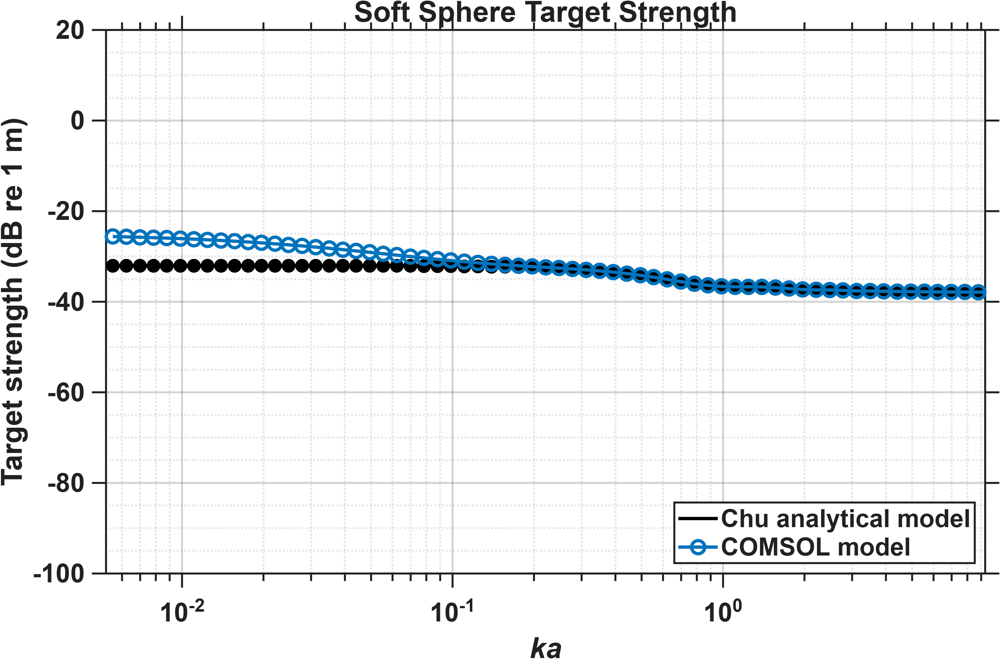 Soft Sphere Target Strength
20
0
-20
-40
-60
-80
-100
Target strength (dB re 1 m)
Chu analytical model
COMSOL model
10-2
10-1
100
ka